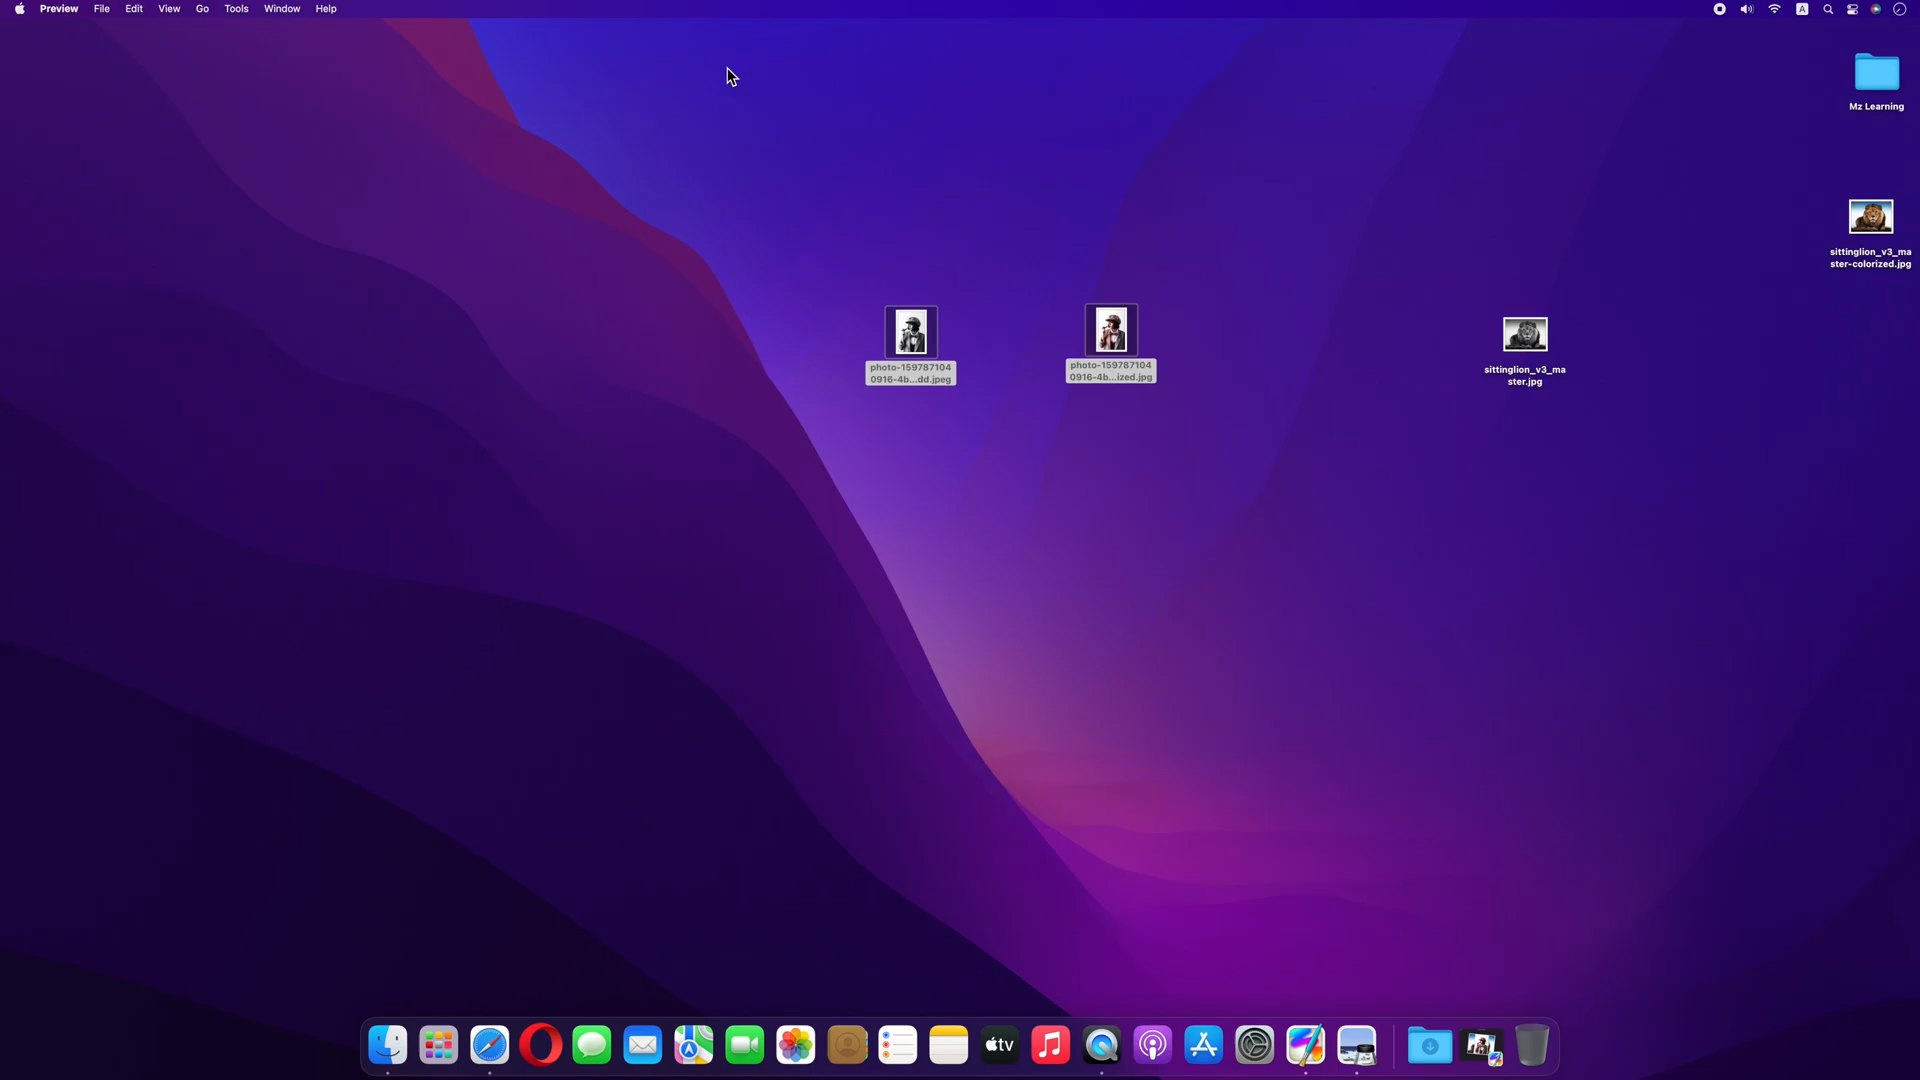 Preview File Edit View Go Tools Window Help
A
Mz Learning
sittinglion_v3_ma
ster-colorized.jpg
photo-159787104
0916-4b...dd.jpeg
photo-159787104
0916-4b...ized.jpg
sittinglion_v3_ma
ster.jpg
tv